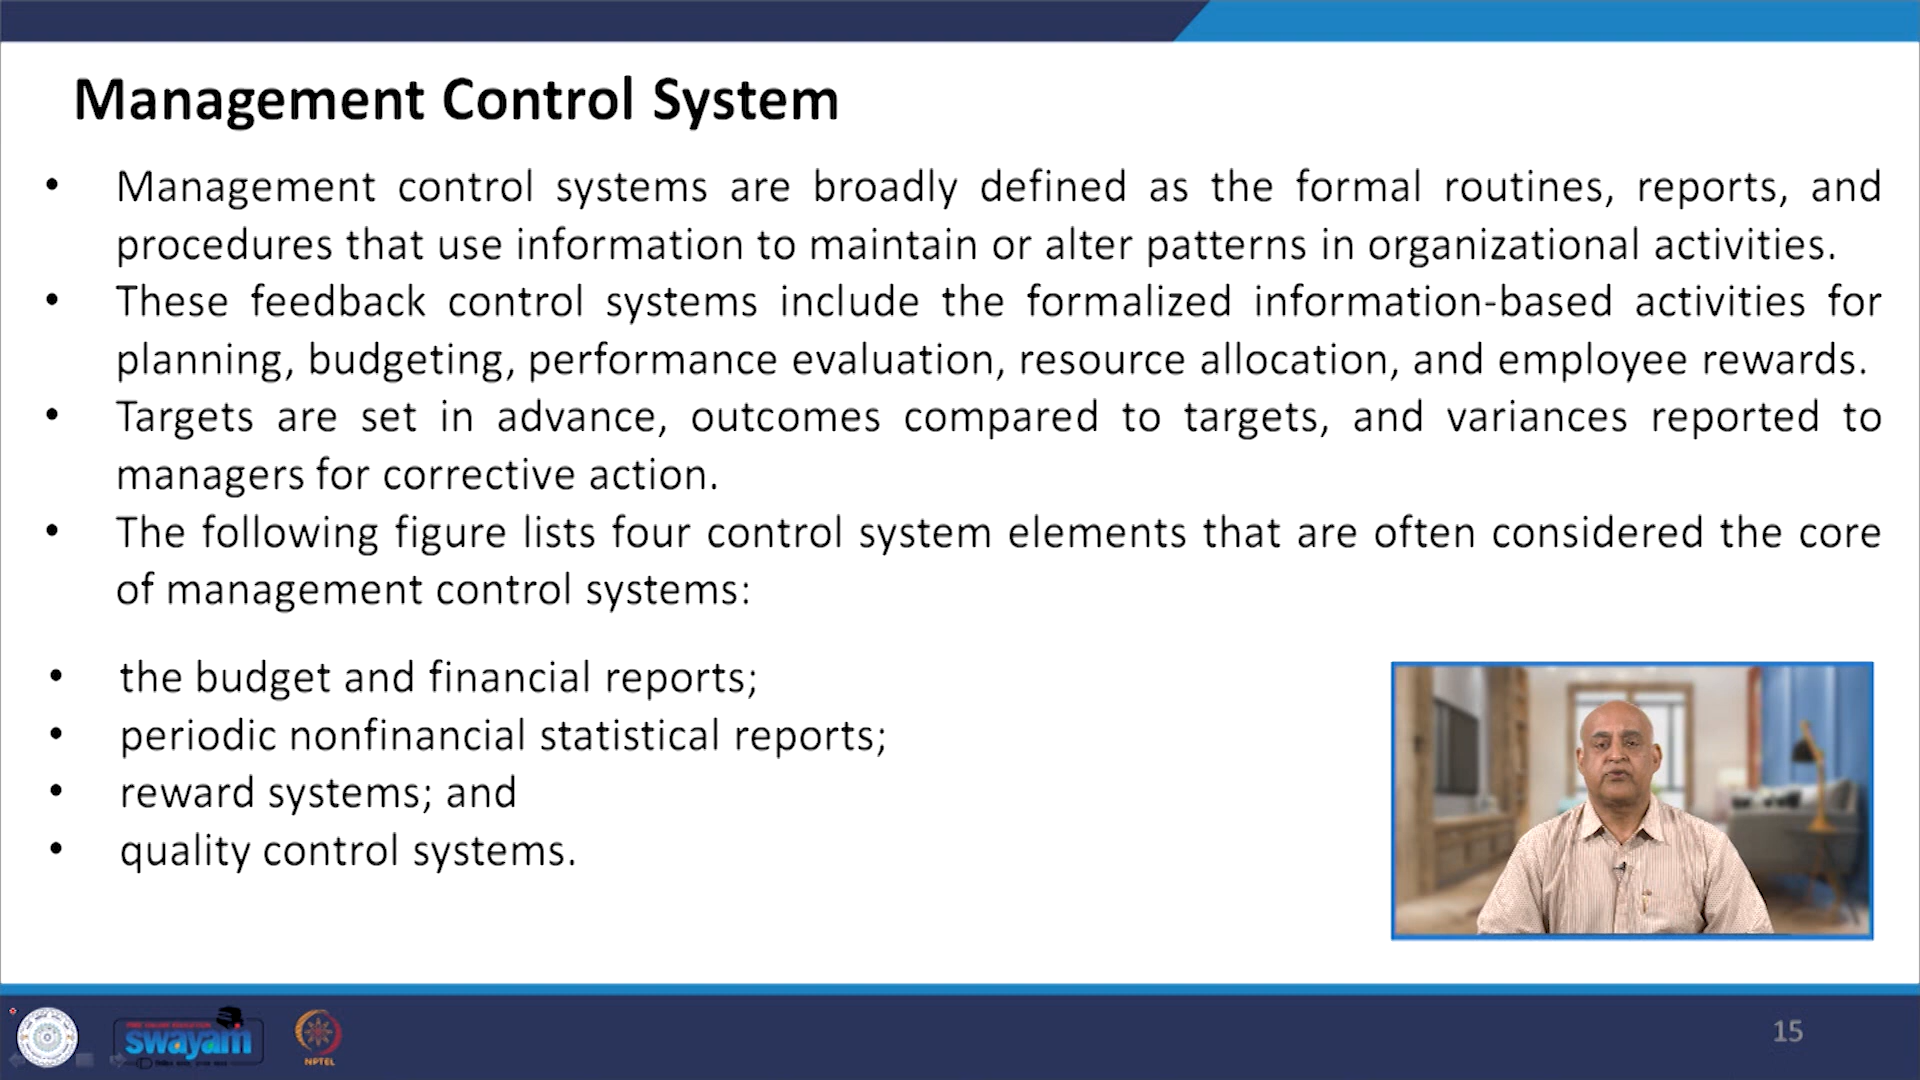 Management Control System
• Management control systems are broadly defined as the formal routines, reports, and
procedures that use information to maintain or alter patterns in organizational activities.
• These feedback control systems include the formalized information-based activities for
planning, budgeting, performance evaluation, resource allocation, and employee rewards.
• Targets are set in advance, outcomes compared to targets, and variances reported to
managers for corrective action.
• The following figure lists four control system elements that are often considered the core
of management control systems:
• the budget and financial reports;
• periodic nonfinancial statistical reports;
• reward systems; and
• quality control systems.
swayam
NPTEL
15